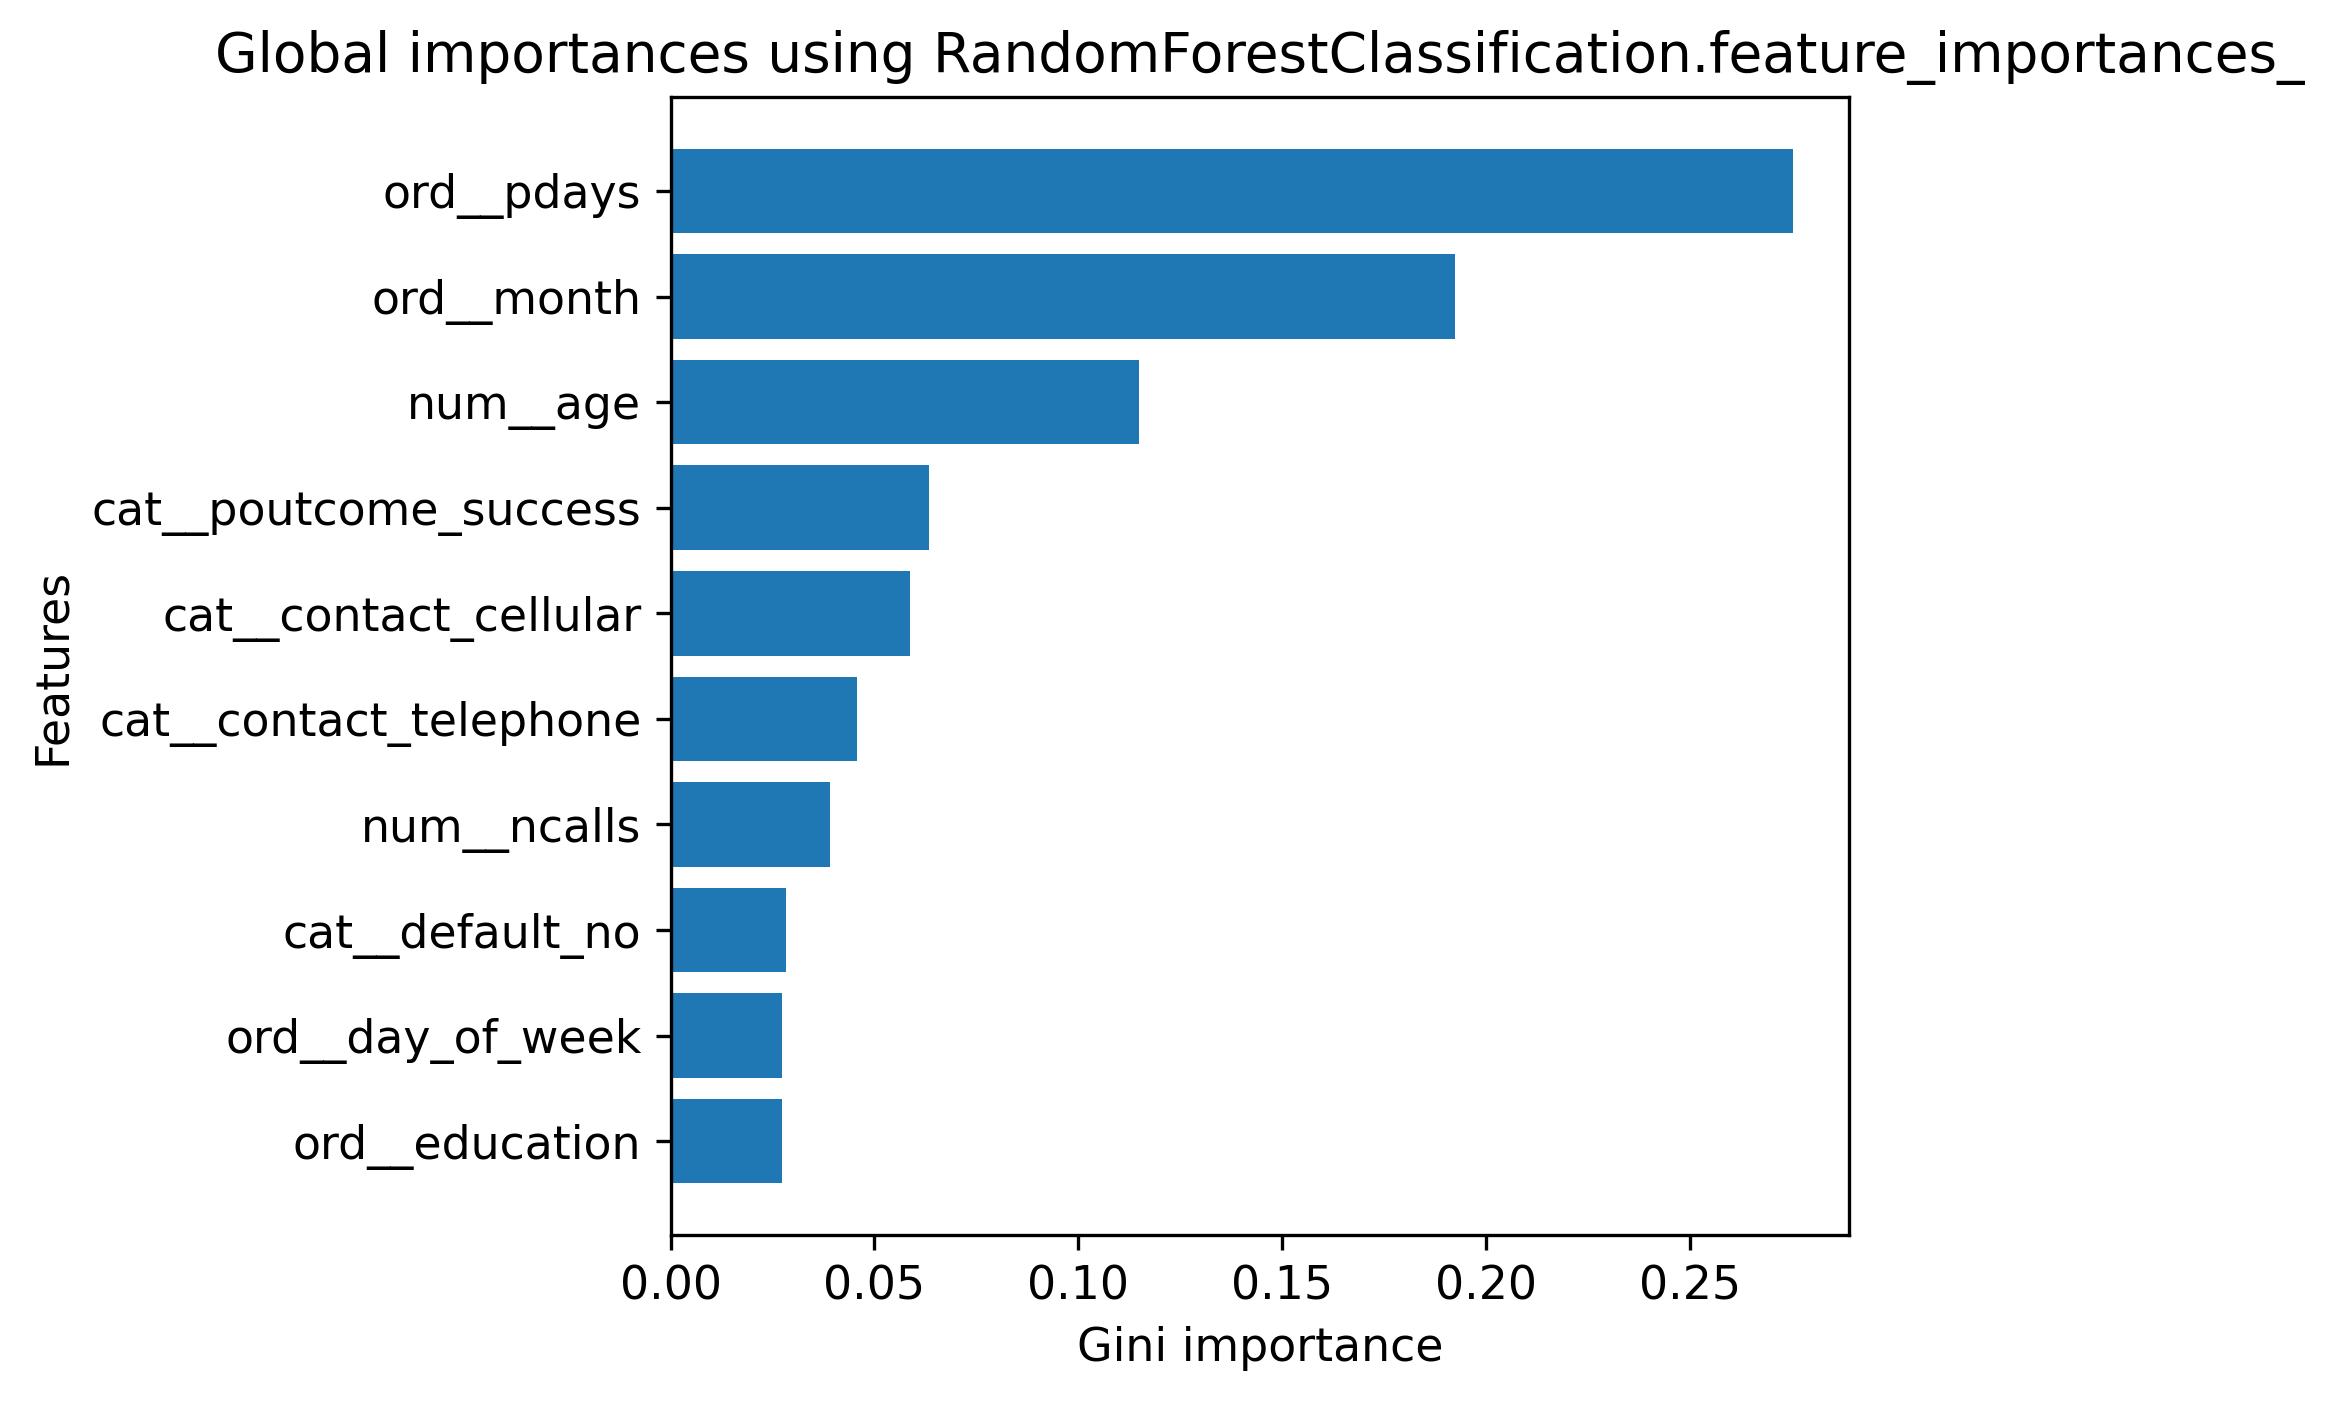 Global importances using RandomForestClassification.feature_importances_
ord__pdays
ord__month
num__age
cat__poutcome_success
cat__contact_cellular
cat__contact_telephone
num__ncalls
cat__default_no
ord__day_of_week
ord__education
Features
0.00 0.05 0.10 0.15 0.20 0.25
Gini importance